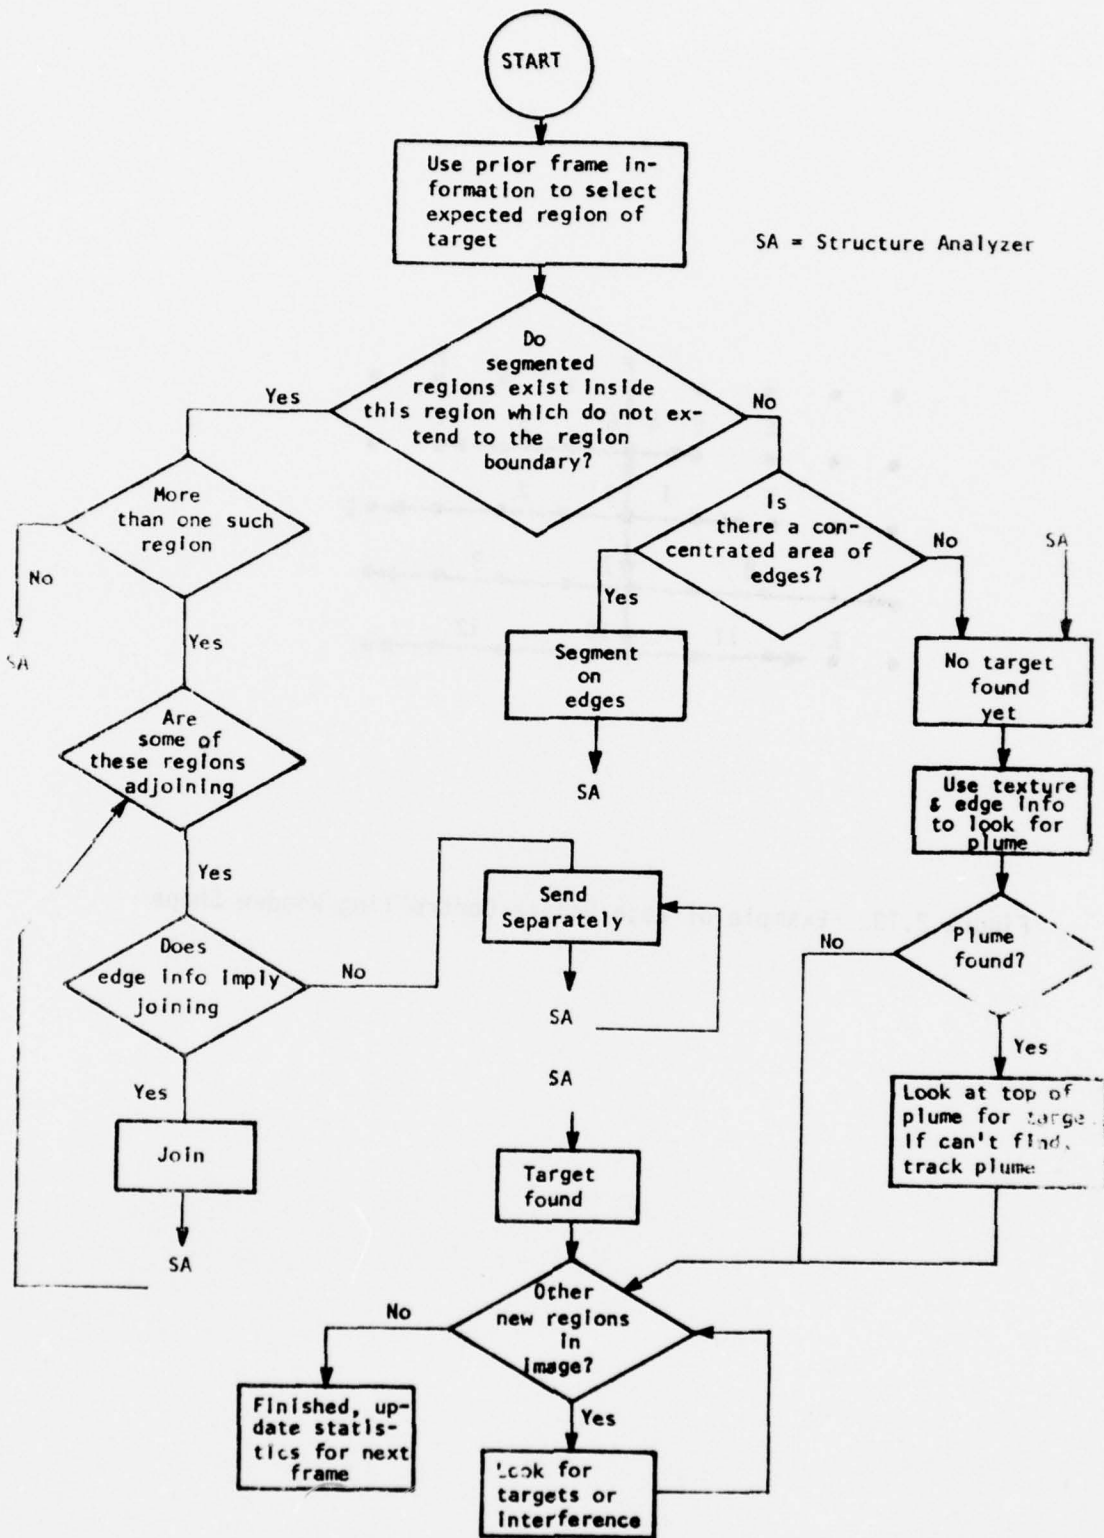 START
Use prior frame in-
formation to select
expected region of
target
SA = Structure Analyzer
Do
segmented
regions exist inside
this region which do not ex-
tend to the region
boundary?
Yes
No
More
than one such
region
No
SA
Yes
Is
there a con-
centrated area of
edges?
Yes
No
SA
Segment
on
edges
SA
No target
found
yet
Use texture
& edge info
to look for
plume
Plume
found?
No
Yes
Look at top of
plume for
If can't find,
track plume
Are
some of
these regions
adjoining
Yes
Does
edge info imply
joining
No
Yes
Send
Separately
SA
Join
SA
SA
Target
found
Other
new regions
in
image?
No
Yes
Finished, up-
date statis-
tics for next
frame
Look for
targets or
interference